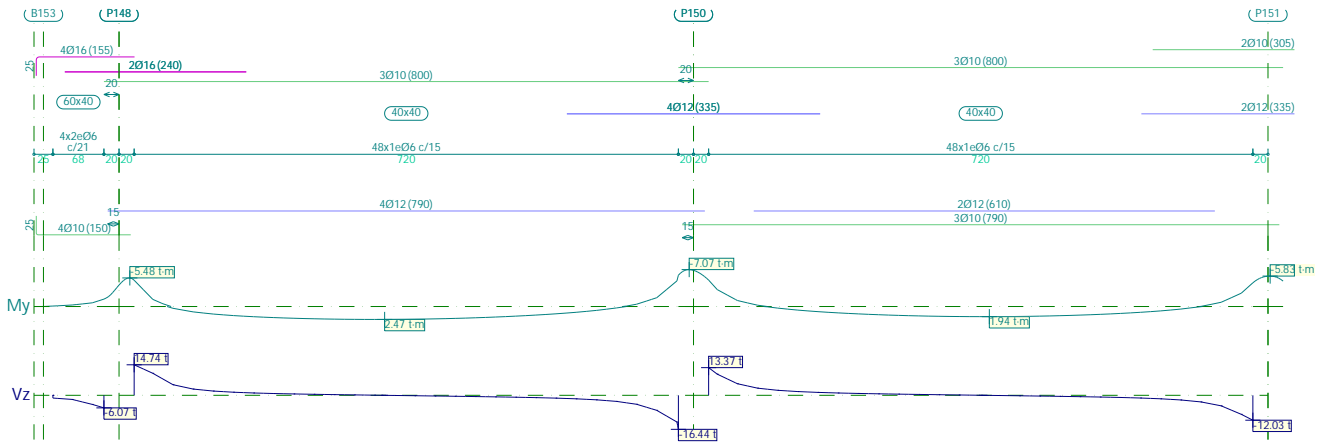 B153 P148 P150 P151
2Ø10 (305)
4Ø16 (155)
2Ø16 (240) 3Ø10 (800)
25
3Ø10 (800)
20 20
60x40
40x40 4Ø12 (335) 40x40 2Ø12 (335)
4x2eØ6
c/21 48x1eØ6 c/15 48x1eØ6 c/15
25 68 20 20 720 20 20 720 20
4Ø12 (790) 2Ø12 (610)
15 3Ø10 (790)
25 4Ø10 (150) 15
-5.48 t·m -7.07 t·m -5.83 t·m
My
2.47 t·m 1.94 t·m
14.74 t 13.37 t
Vz
-6.07 t -16.44 t -12.03 t